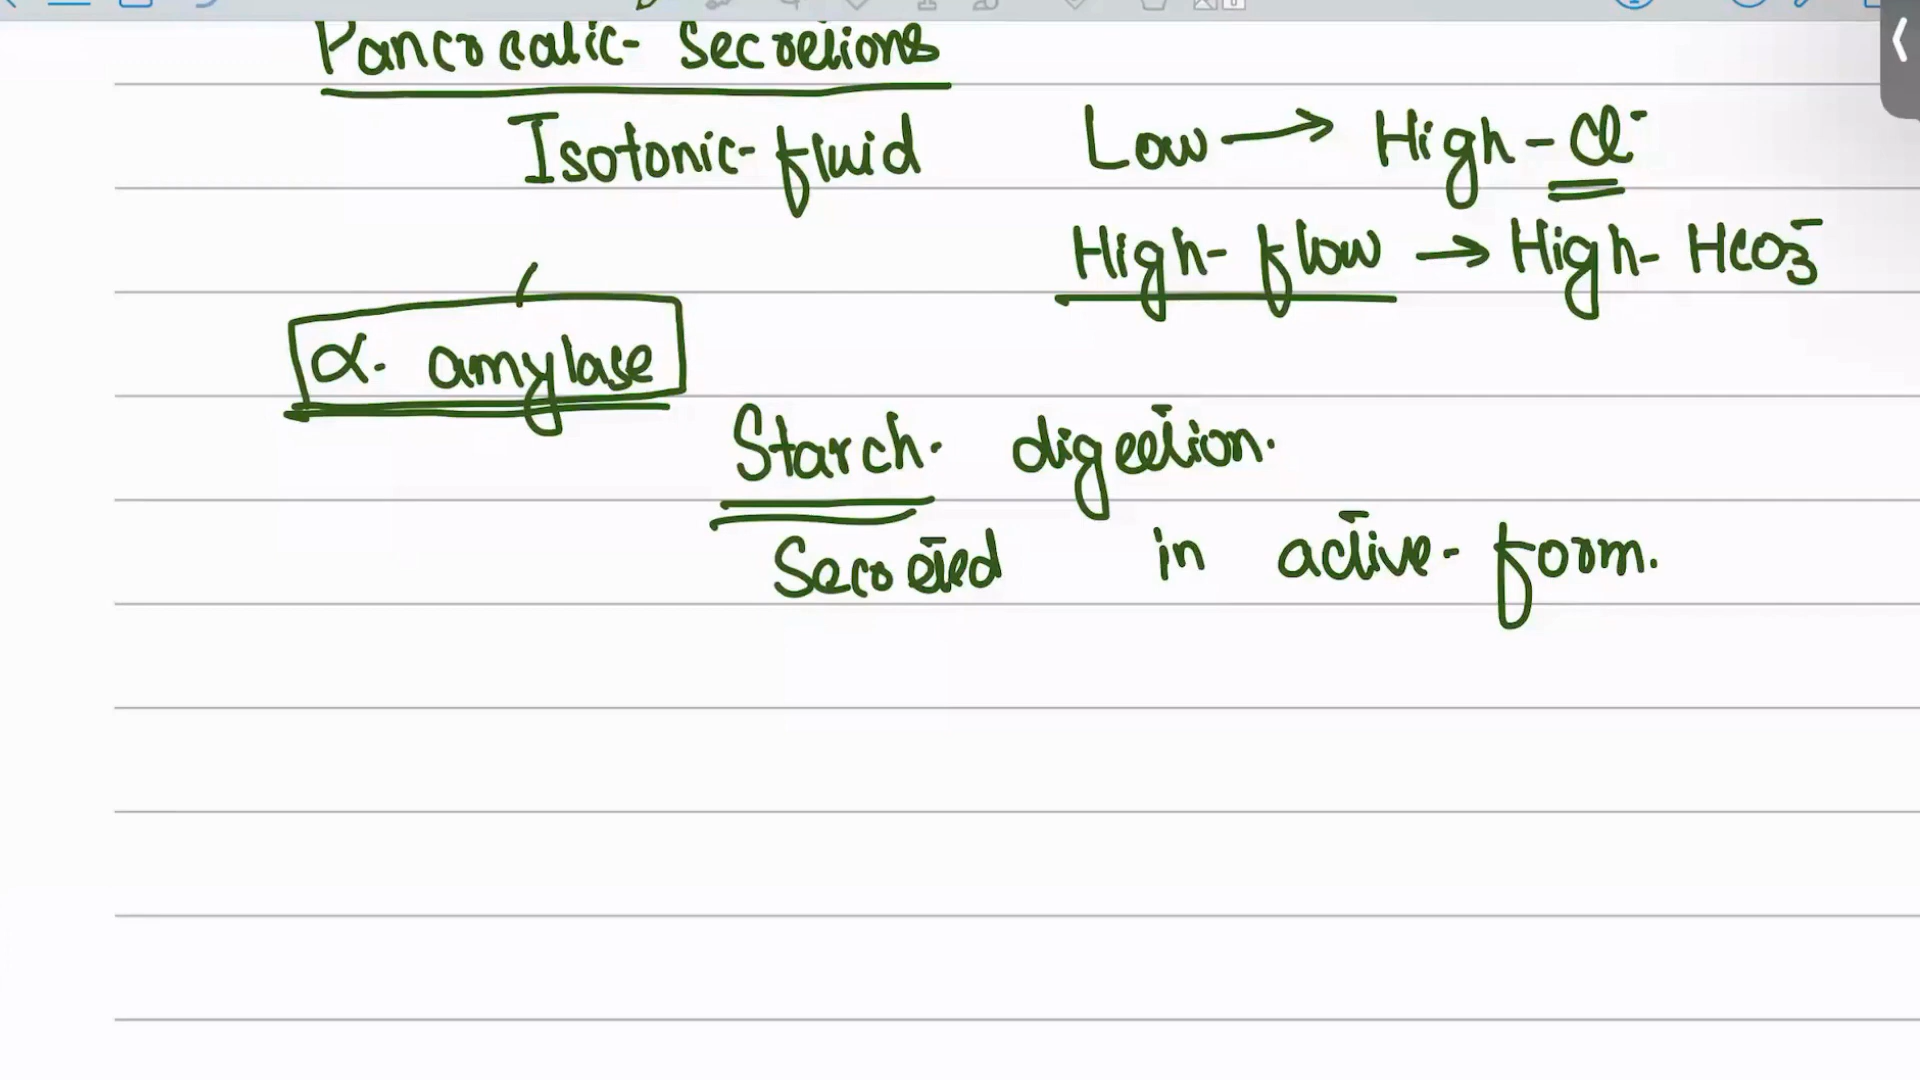 Pancreatic- Secretions
Isotonic- fluid
Low → High - Cl-
High- flow → High- HCO3-
α- amylase
Starch. digestion.
Secreted in active- form.